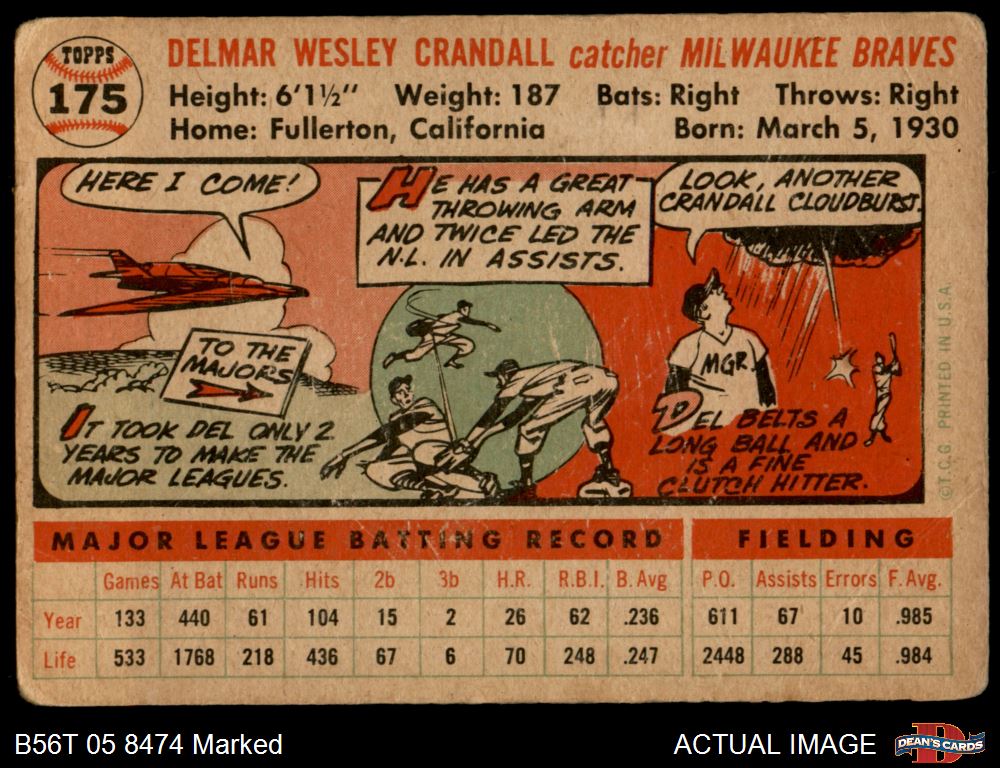 TOPPS
175
DELMAR WESLEY CRANDALL catcher MILWAUKEE BRAVES
Height: 6'1½" Weight: 187 Bats: Right Throws: Right
Home: Fullerton, California Born: March 5, 1930
HERE I COME!
TO THE
MAJORS
IT TOOK DEL ONLY 2
YEARS TO MAKE THE
MAJOR LEAGUES.
HE HAS A GREAT
THROWING ARM
AND TWICE LED THE
N.L. IN ASSISTS.
LOOK, ANOTHER
CRANDALL CLOUDBURST.
MGR.
DEL BELTS A
LONG BALL AND
IS A FINE
CLUTCH HITTER.
©T.C.G. PRINTED IN U.S.A.
MAJOR LEAGUE BATTING RECORD FIELDING
Games At Bat Runs Hits 2b 3b H.R. R.B.I. B. Avg P.O. Assists Errors F. Avg.
Year 133 440 61 104 15 2 26 62 .236 611 67 10 .985
Life 533 1768 218 436 67 6 70 248 .247 2448 288 45 .984
B56T 05 8474 Marked ACTUAL IMAGE
DEAN'S CARDS